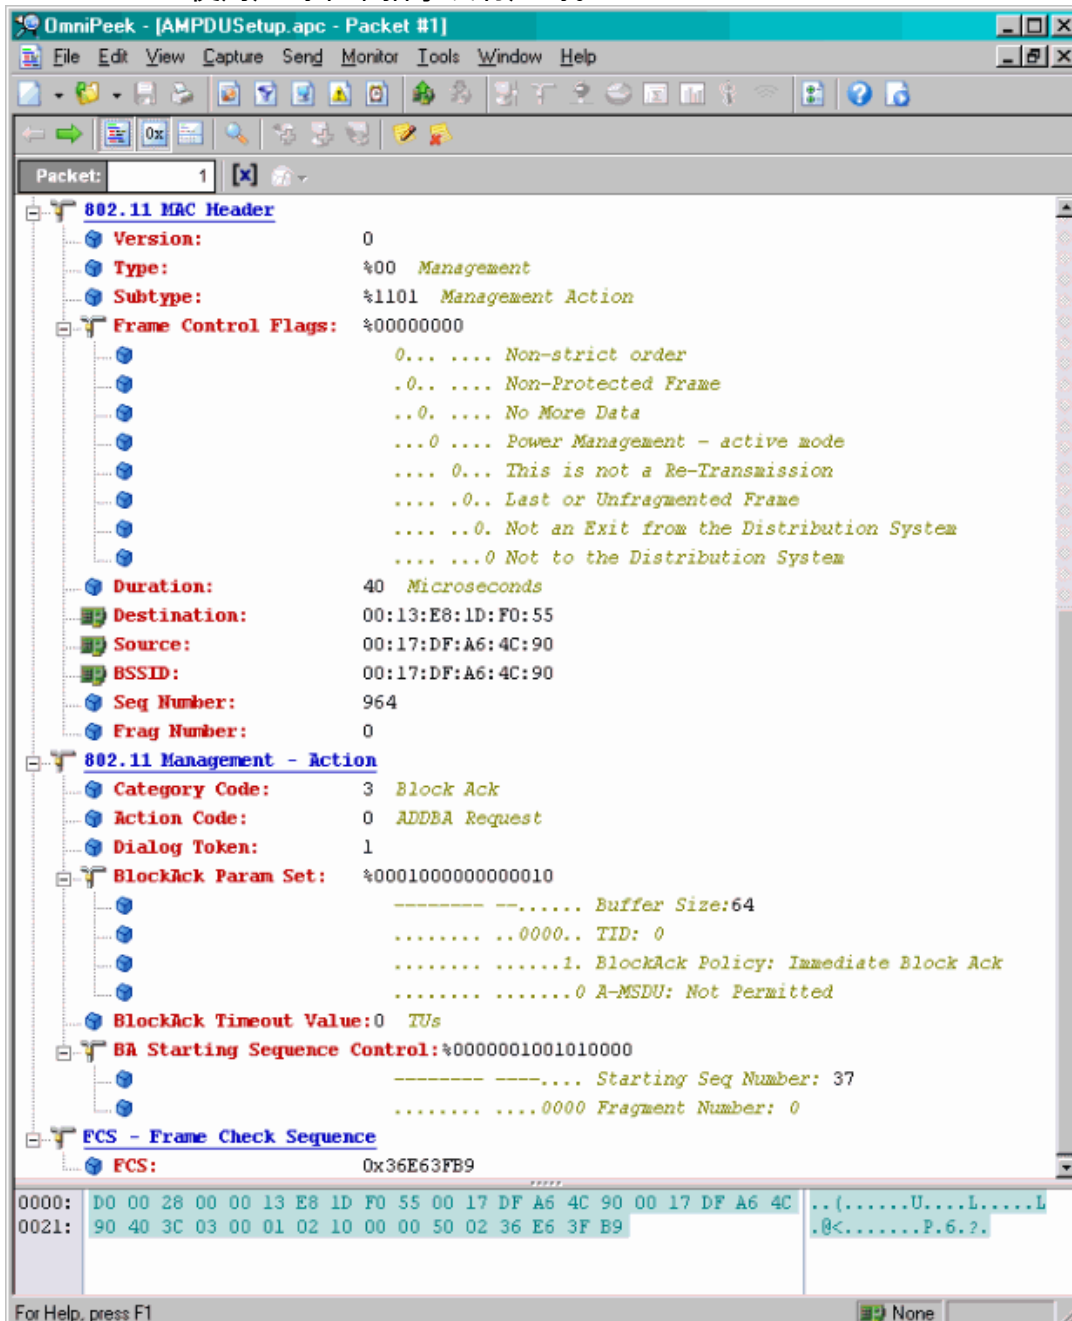 OmniPeek - [AMPDUSetup.apc - Packet #1]
File Edit View Capture Send Monitor Tools Window Help
0x
Packet: 1 [x]
802.11 MAC Header
Version: 0
Type: %00 Management
Subtype: %1101 Management Action
Frame Control Flags: %00000000
0... .... Non-strict order
.0.. .... Non-Protected Frame
..0. .... No More Data
...0 .... Power Management - active mode
.... 0... This is not a Re-Transmission
.... .0.. Last or Unfragmented Frame
.... ..0. Not an Exit from the Distribution System
.... ...0 Not to the Distribution System
Duration: 40 Microseconds
Destination: 00:13:E8:1D:F0:55
Source: 00:17:DF:A6:4C:90
BSSID: 00:17:DF:A6:4C:90
Seq Number: 964
Frag Number: 0
802.11 Management - Action
Category Code: 3 Block Ack
Action Code: 0 ADDBA Request
Dialog Token: 1
BlockAck Param Set: %0001000000000010
-------- --...... Buffer Size:64
........ ..0000.. TID: 0
........ ......1. BlockAck Policy: Immediate Block Ack
........ .......0 A-MSDU: Not Permitted
BlockAck Timeout Value:0 TUs
BA Starting Sequence Control:%0000001001010000
-------- ----.... Starting Seq Number: 37
........ ....0000 Fragment Number: 0
FCS - Frame Check Sequence
FCS: 0x36E63FB9
0000: D0 00 28 00 00 13 E8 1D F0 55 00 17 DF A6 4C 90 00 17 DF A6 4C ..(......U....L.....L
0021: 90 40 3C 03 00 01 02 10 00 00 50 02 36 E6 3F B9 .@<.......P.6.?.
For Help, press F1 None